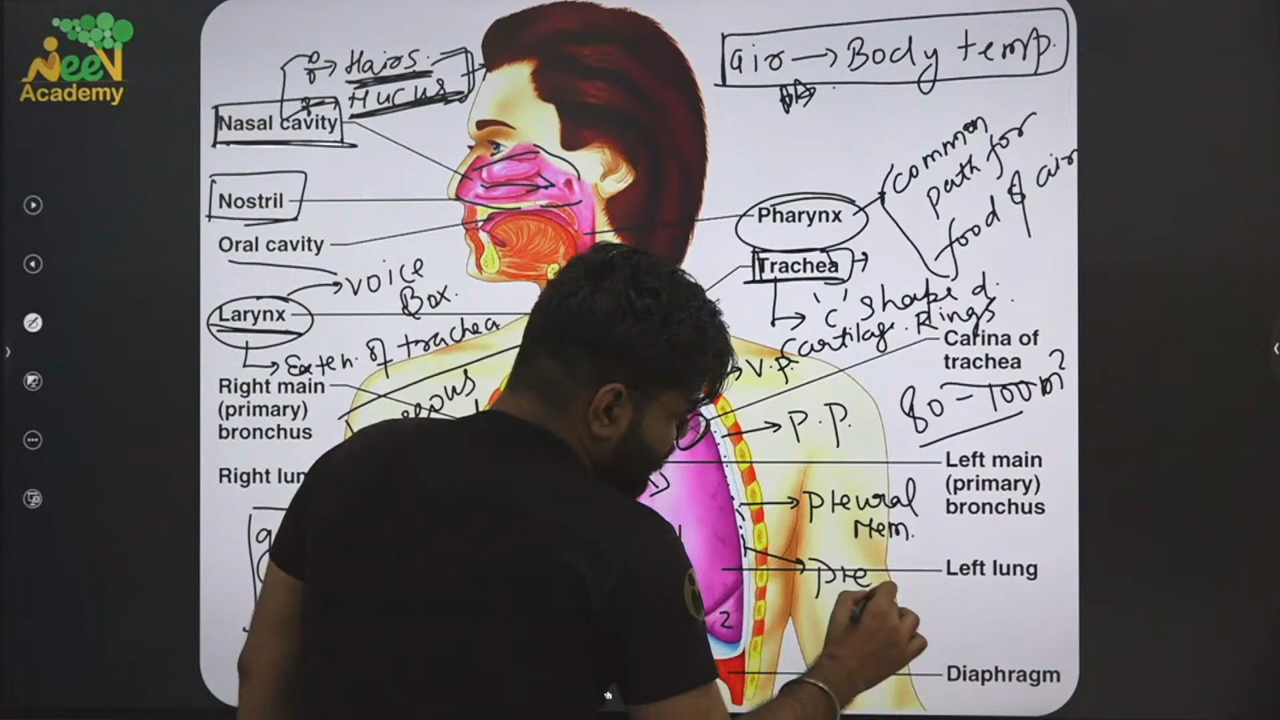 NeeV
Academy
Hairs.
Mucus
air → Body temp.
Nasal cavity
Nostril
Oral cavity
voice
Box.
Larynx
Exten. of trachea
Right main
(primary)
bronchus
Pharynx
common
path for
food & air
Trachea
'C' shaped.
Cartilage. Rings
Carina of
trachea
V.P.
80-100m²
P.P.
Left main
(primary)
bronchus
Pleural
Mem.
Left lung
2
Diaphragm